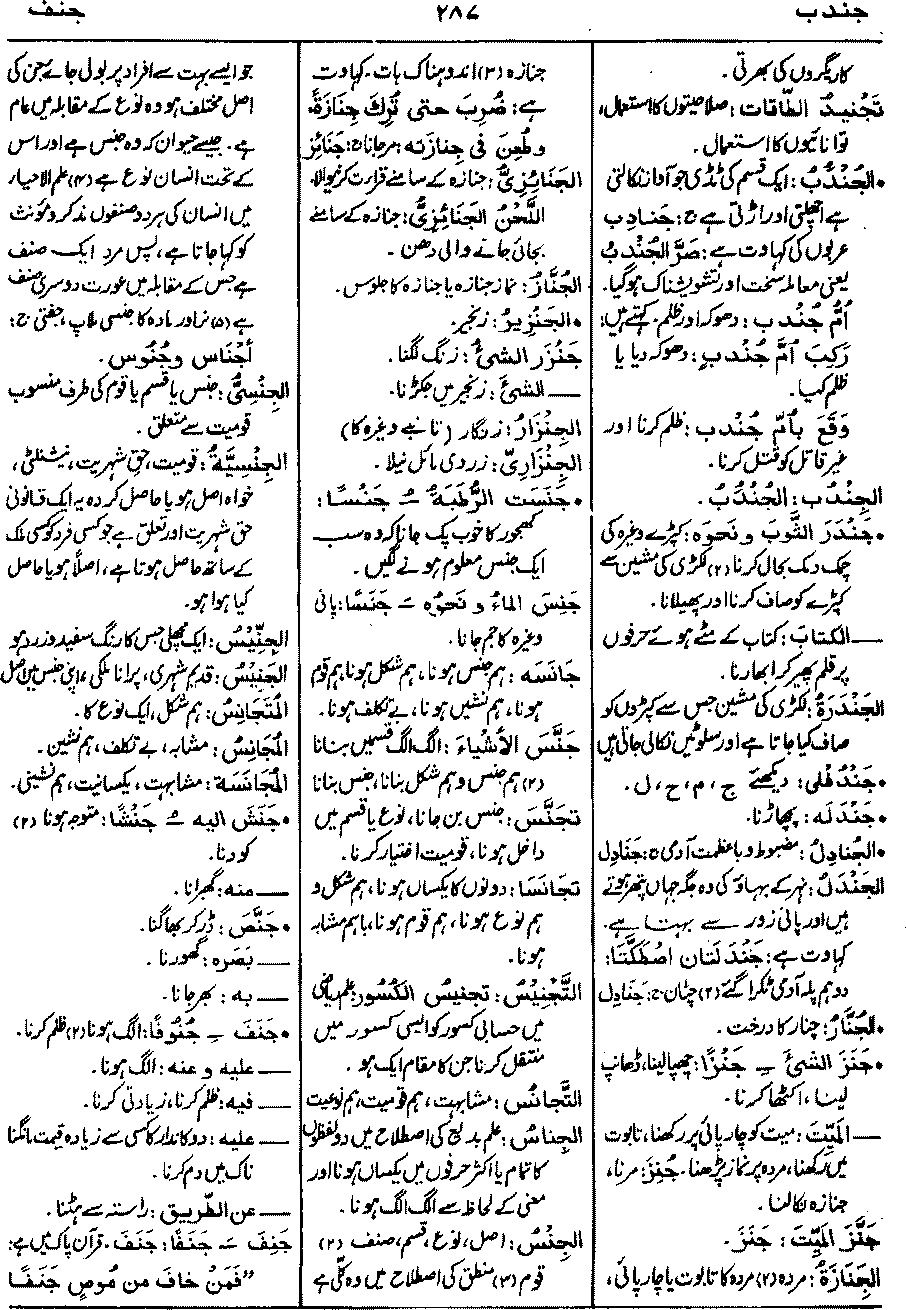 جندب
۲۸۷
جنف
کاریگروں کی بھرتی۔
تَجْنِيدُ الطَّاقَات: صلاحیتوں کا استعمال،
توانائیوں کا استعمال۔
•الجُنْدُبُ: ایک قسم کی ٹڈی جو آواز نکالتی
ہے اچھلتی اور اڑتی ہے ج: جَنَادِب
عربوں کی کہاوت ہے: صَرَّ الجُنْدُبُ
یعنی معاملہ سخت اور تشویشناک ہوگیا۔
أُمُّ جُنْدُب: دھوکہ اور ظلم۔ کہتے ہیں:
رَكِبَ أُمَّ جُنْدبٍ: دھوکہ دیا یا
ظلم کیا۔
وَقَعَ بِأُمِّ جُنْدب: ظلم کرنا اور
غیر قاتل کو قتل کرنا۔
الجِنْدُب: الجُنْدُبُ۔
•جَنْدَرَ الثَّوبَ و نَحْوَه: کپڑے وغیرہ کی
چمک دمک بحال کرنا (۲) لکڑی کی مشین سے
کپڑے کو صاف کرنا اور پھیلانا۔
—الكتابَ: کتاب کے مٹے ہوئے حرفوں
پر قلم پھیر کر ابھارنا۔
الجَنْدَرَةُ: لکڑی کی مشین جس سے کپڑوں کو
صاف کیا جاتا ہے اور سلوٹیں نکالی جاتی ہیں
•جَنْدُفلی: دیکھئے ج، م، ح، ل۔
•جَنْدَلَه: پچھاڑنا۔
•الجُنادِلُ: مضبوط و باعظمت آدمی ج: جَنَادِل
الجَنْدَلُ: نہر کے بہاؤ کی وہ جگہ جہاں پتھر ہوتے
ہیں اور پانی زور سے بہتا ہے۔
کہاوت ہے: جَنْدَلَتَان اصْطَكَّتَا:
دو ہم پلہ آدمی ٹکرا گئے (۲) چٹان ج: جَنَادِل
•الجُنَّارُ: چنار کا درخت۔
•جَنَزَ الشئَ ـِ جَنْزًا: چھپالینا، ڈھانپ
لینا، اکٹھا کرنا۔
—المَيِّتَ: میت کو چارپائی پر رکھنا، تابوت
میں رکھنا، مردہ پر نماز پڑھنا۔ جُنِزَ: مرنا،
جنازہ نکالنا۔
جَنَّزَ المَيِّتَ: جَنَزَ۔
الجِنَازَةُ: مردہ (۲) مردہ کا تابوت یا چارپائی،
جنازہ (۳) اندوہناک بات۔ کہاوت
ہے: ضُرِبَ حتى تُرِكَ جِنَازَةً۔
وطُعِنَ فی جِنازَته: مرجانا ج: جَنَائِز
الجَنَائِزِیُّ: جنازہ کے سامنے قرارت کرنیوالا۔
اللَّحْنُ الجَنَائِزِیُّ: جنازہ کے سامنے
بجائی جانے والی دھن۔
الجُنَّازُ: نماز جنازہ یا جنازہ کا جلوس۔
•الجَنْزِيرُ: زنجیر۔
جَنْزَر الشئُ: زنگ لگنا۔
—الشئَ: زنجیر میں جکڑنا۔
الجِنْزَارُ: زنگار (تانبے وغیرہ کا)
الجِنْزَارِیُّ: زردی مائل نیلا۔
•جَنَسَت الرُّطَبَةُ ـُ جَنْسًا:
کھجور کا خوب پک جانا کہ وہ سب
ایک جنس معلوم ہونے لگیں۔
جَنِسَ الماءُ و نحوُه ـَ جَنَسًا: پانی
وغیرہ کا جم جانا۔
جَانَسَه: ہم جنس ہونا، ہم شکل ہونا، ہم قوم
ہونا، ہم نشیں ہونا، بے تکلف ہونا۔
جَنَّسَ الأَشْيَاءَ: الگ الگ قسمیں بنانا
(۲) ہم جنس و ہم شکل بنانا، جنس بنانا
تجَنَّسَ: جنس بن جانا، نوع یا قسم میں
داخل ہونا، قومیت اختیار کرنا۔
تجَانَسَا: دونوں کا یکساں ہونا، ہم شکل و
ہم نوع ہونا، ہم قوم ہونا، باہم مشابہ
ہونا۔
التَّجْنِيْسُ: تجنيسُ الكُسُور: علم ریاضی
میں حسابی کسور کو ایسی کسور میں
منتقل کرنا جن کا مقام ایک ہو۔
التَّجانُسُ: مشابہت، ہم قومیت، ہم نوعیت
الجِناسُ: علم بدیع کی اصطلاح میں دو لفظوں
کا تمام یا اکثر حرفوں میں یکساں ہونا اور
معنی کے لحاظ سے الگ الگ ہونا۔
الجِنْسُ: اصل، نوع، قسم، صنف (۲)
قوم (۳) منطق کی اصطلاح میں وہ کلّی ہے
جو ایسے بہت سے افراد پر بولی جائے جن کی
اصل مختلف ہو وہ نوع کے مقابلہ میں عام
ہے۔ جیسے حیوان کہ وہ جنس ہے اور اس
کے تحت انسان نوع ہے (۴) علم الاحیار
میں انسان کی ہر دو صنفوں مذکر و مؤنث
کو کہا جاتا ہے، پس مرد ایک صنف
ہے جس کے مقابلہ میں عورت دوسری صنف
ہے (۵) نر اور مادہ کا جنسی ملاپ، جفتی ج:
أَجْنَاس وجُنُوس۔
الجِنْسِیُّ: جنس یا قسم یا قوم کی طرف منسوب
قومیت سے متعلق۔
الجِنْسِيَّةُ: قومیت، حق شہریت، نیشنلٹی،
خواہ اصل ہو یا حاصل کردہ یہ ایک قانونی
حق شہریت اور تعلق ہے جو کسی فرد کو کسی ملک
کے ساتھ حاصل ہوتا ہے، اصلاً ہو یا حاصل
کیا ہوا ہو۔
الجِنِّيْسُ: ایک مچھلی جس کا رنگ سفید و زرد ہو
الجَنِيْسُ: قدیم شہری، پرانا ملکی، اپنی جنس میں اصل
المُتَجَانِسُ: ہم شکل، ایک نوع کا۔
المُجَانِسُ: مشابہ، بے تکلف، ہم نشین۔
المُجَانَسَة: مشابہت، یکسانیت، ہم نشینی۔
•جَنَشَ اليه ـُ جَنْشًا: متوجہ ہونا (۲)
کودنا۔
—منه: گھبرانا۔
•جَنَّصَ: ڈر کر بھاگنا۔
—بَصَرَه: گھورنا۔
—به: بھرجانا۔
•جَنَفَ ـِ جُنُوفًا: الگ ہونا (۲) ظلم کرنا۔
—عليه و عنه: الگ ہونا۔
—فيه: ظلم کرنا، زیادتی کرنا۔
—عليه: دوکاندار کا کسی سے زیادہ قیمت مانگنا
ناک میں دم کرنا۔
—عن الطَّرِيق: راستہ سے ہٹنا۔
جَنِفَ ـَ جَنَفًا: جَنَفَ۔ قرآن پاک میں ہے:
"فَمَنْ خَافَ من مُوصٍ جَنَفًا